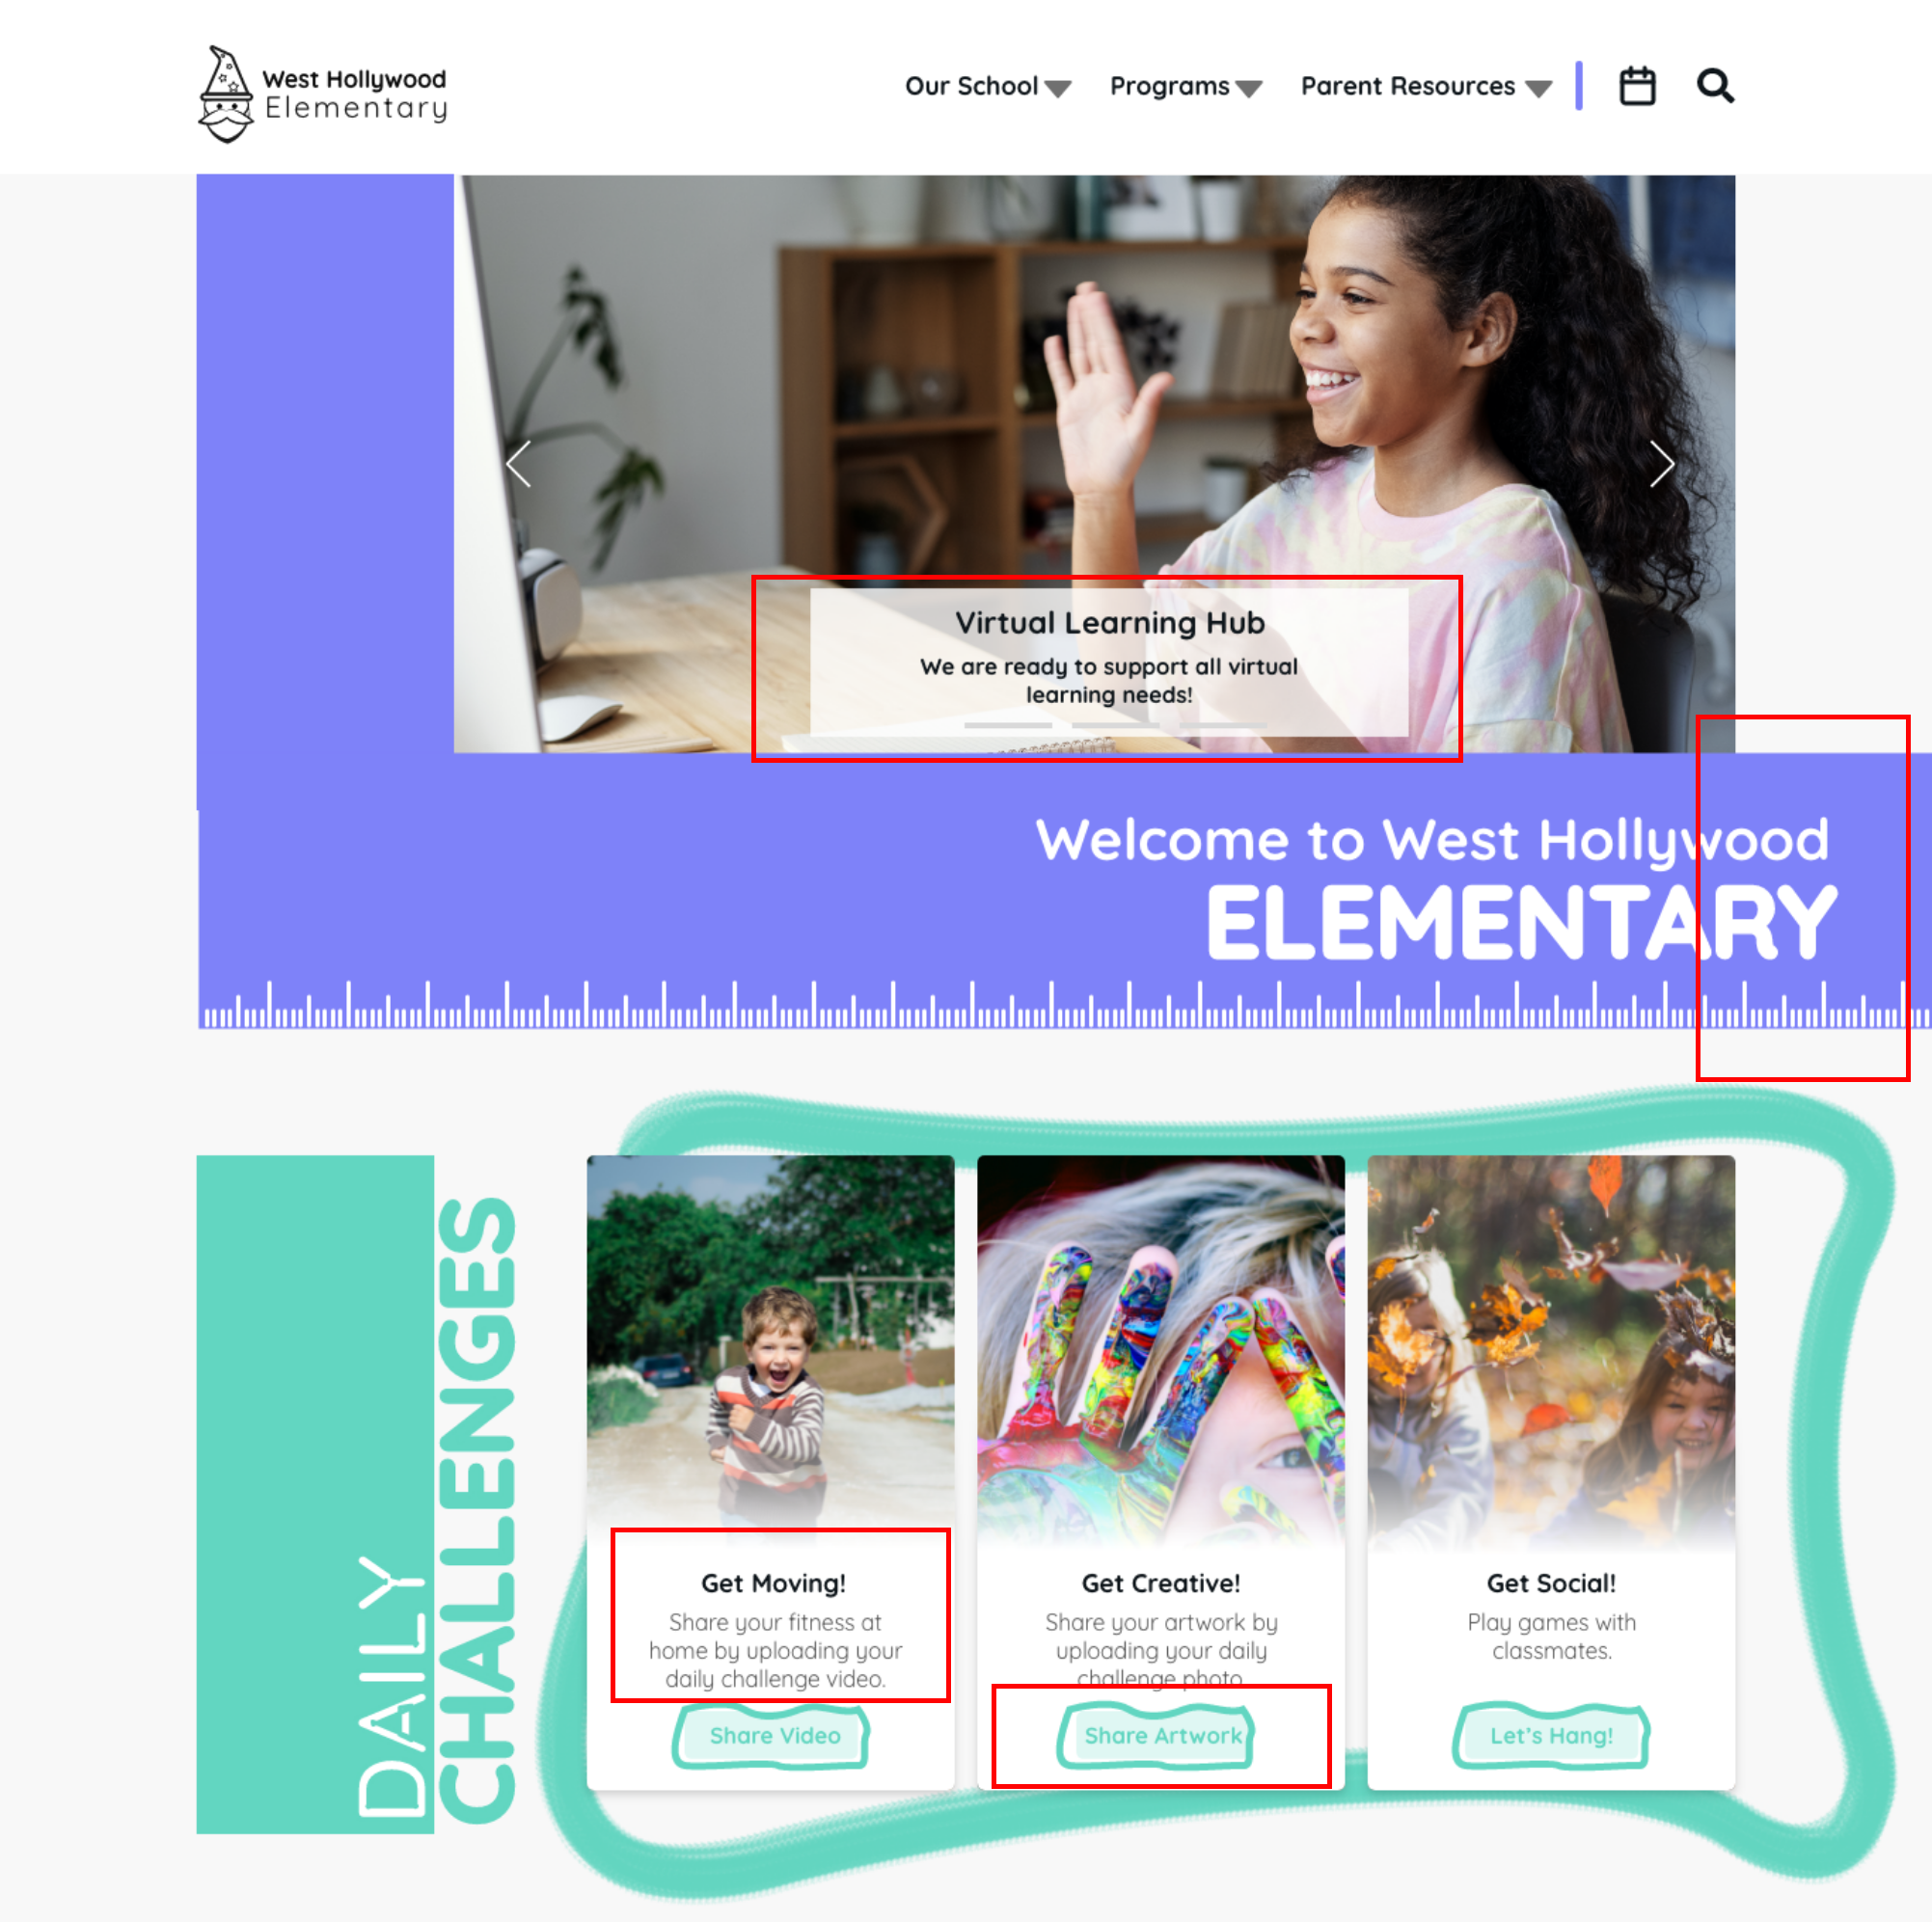 West Hollywood
Elementary
Our School
Programs
Parent Resources
Virtual Learning Hub
We are ready to support all virtual
learning needs!
Welcome to West Hollywood
ELEMENTARY
DAILY
CHALLENGES
Get Moving!
Share your fitness at
home by uploading your
daily challenge video.
Share Video
Get Creative!
Share your artwork by
uploading your daily
challenge photo
Share Artwork
Get Social!
Play games with
classmates.
Let's Hang!